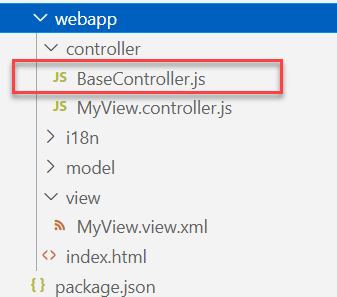 webapp
controller
JS BaseController.js
JS MyView.controller.js
i18n
model
view
MyView.view.xml
<> index.html
{} package.json